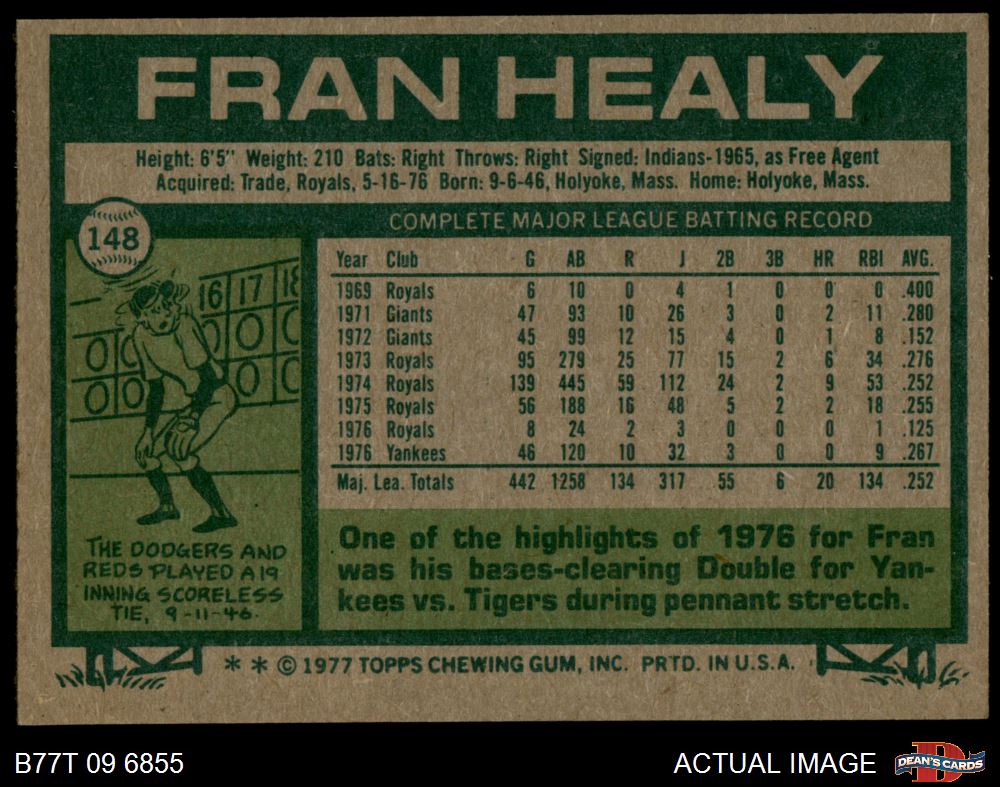 FRAN HEALY
Height: 6'5" Weight: 210 Bats: Right Throws: Right Signed: Indians-1965, as Free Agent
Acquired: Trade, Royals, 5-16-76 Born: 9-6-46, Holyoke, Mass. Home: Holyoke, Mass.
148
COMPLETE MAJOR LEAGUE BATTING RECORD
Year Club G AB R J 2B 3B HR RBI AVG.
1969 Royals 6 10 0 4 1 0 0 0 .400
1971 Giants 47 93 10 26 3 0 2 11 .280
1972 Giants 45 99 12 15 4 0 1 8 .152
1973 Royals 95 279 25 77 15 2 6 34 .276
1974 Royals 139 445 59 112 24 2 9 53 .252
1975 Royals 56 188 16 48 5 2 2 18 .255
1976 Royals 8 24 2 3 0 0 0 1 .125
1976 Yankees 46 120 10 32 3 0 0 9 .267
Maj. Lea. Totals 442 1258 134 317 55 6 20 134 .252
16 17 18
0 0 0 0
0 0 0 0
THE DODGERS AND
REDS PLAYED A 19
INNING SCORELESS
TIE, 9-11-46.
One of the highlights of 1976 for Fran
was his bases-clearing Double for Yan-
kees vs. Tigers during pennant stretch.
* * © 1977 TOPPS CHEWING GUM, INC. PRTD. IN U.S.A.
B77T 09 6855
ACTUAL IMAGE
D
DEAN'S CARDS